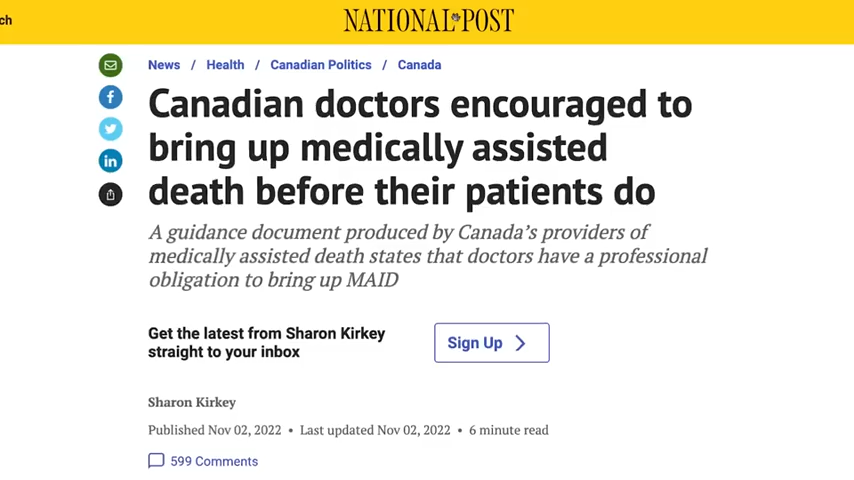 ch
NATIONAL POST
News / Health / Canadian Politics / Canada
Canadian doctors encouraged to
bring up medically assisted
death before their patients do
A guidance document produced by Canada’s providers of
medically assisted death states that doctors have a professional
obligation to bring up MAID
Get the latest from Sharon Kirkey
straight to your inbox
Sign Up
Sharon Kirkey
Published Nov 02, 2022 • Last updated Nov 02, 2022 • 6 minute read
599 Comments